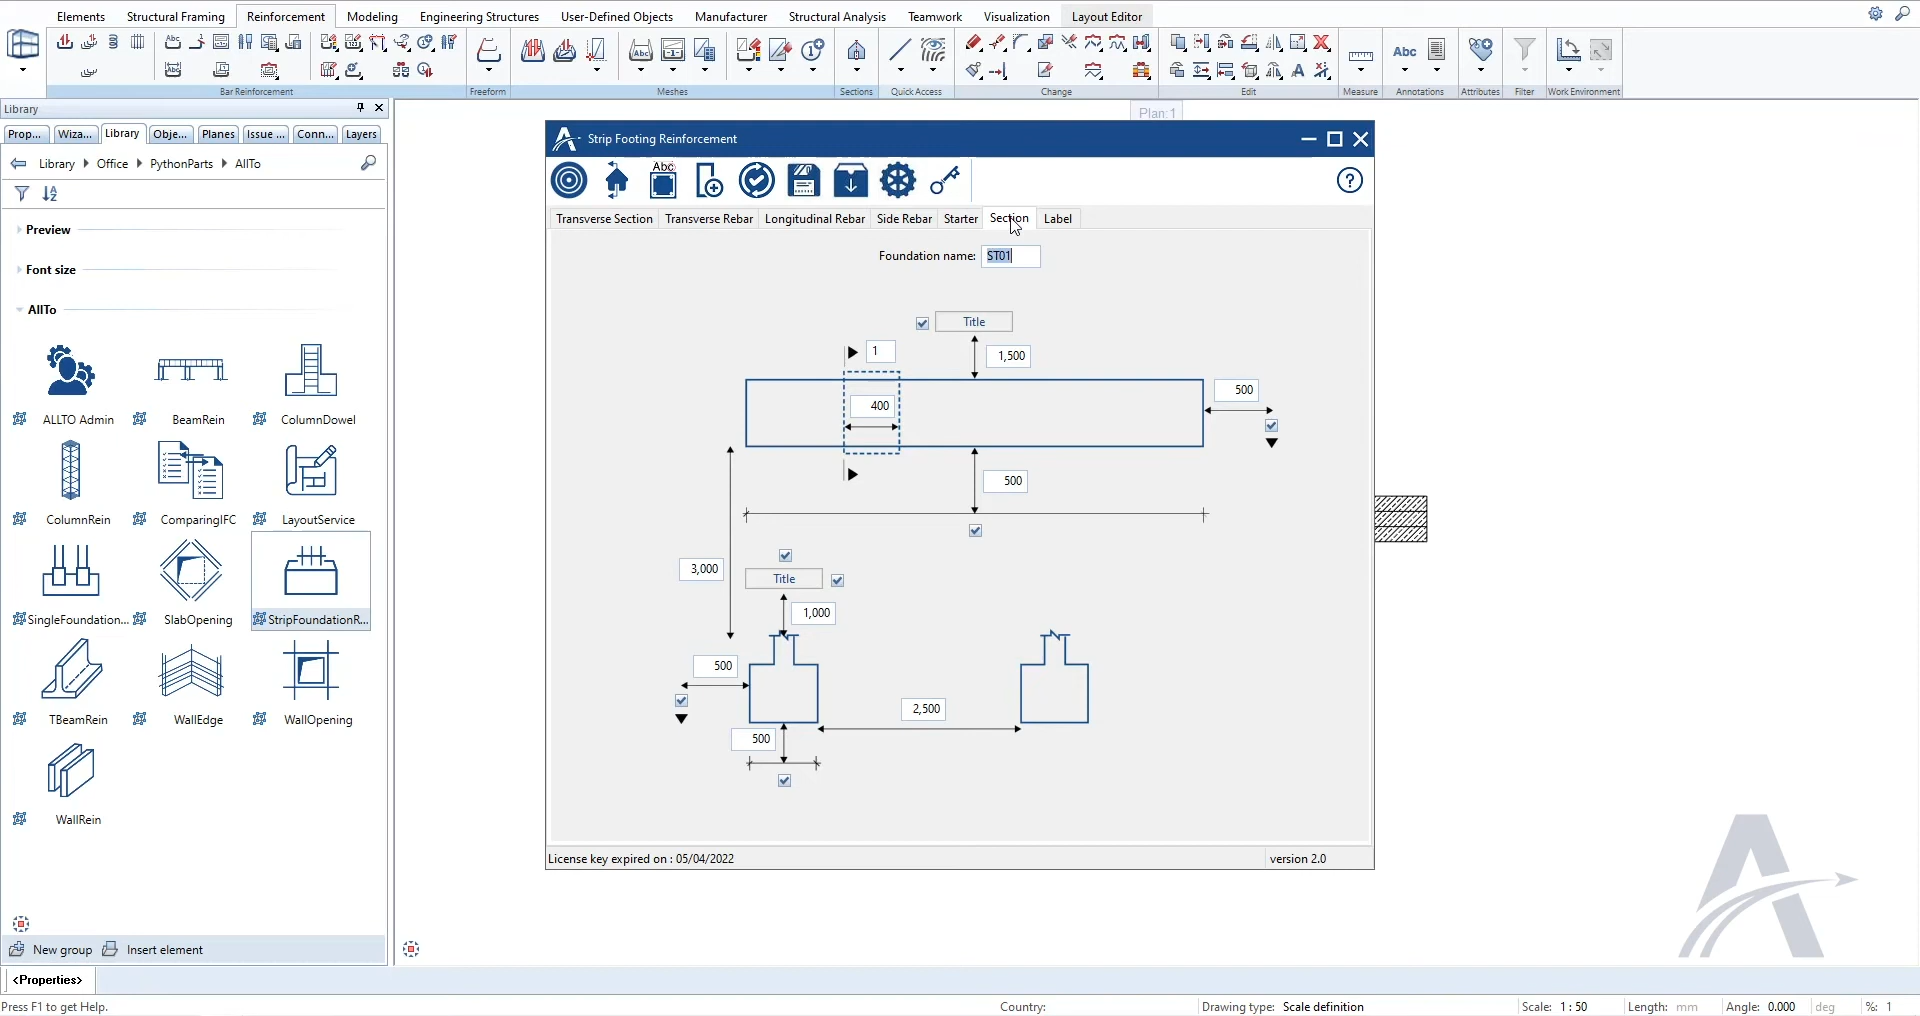 Elements Structural Framing Reinforcement Modeling Engineering Structures User-Defined Objects Manufacturer Structural Analysis Teamwork Visualization Layout Editor
Abc
Bar Reinforcement Freeform Meshes Sections Quick Access Change Edit Measure Annotations Attributes Filter Work Environment
Library
Plan:1
Prop... Wiza... Library Obje... Planes Issue ... Conn... Layers
Library Office PythonParts AllTo
Preview
Font size
AllTo
ALLTO Admin BeamRein ColumnDowel
ColumnRein ComparingIFC LayoutService
SingleFoundation... SlabOpening StripFoundationR...
TBeamRein WallEdge WallOpening
WallRein
New group Insert element
<Properties>
Strip Footing Reinforcement
Abc
Transverse Section Transverse Rebar Longitudinal Rebar Side Rebar Starter Section Label
Foundation name: ST01
Title
1
1,500
500
400
500
3,000
Title
1,000
500
2,500
500
License key expired on : 05/04/2022 version 2.0
Press F1 to get Help. Country: Drawing type: Scale definition Scale: 1 : 50 Length: mm Angle: 0.000 deg %: 1